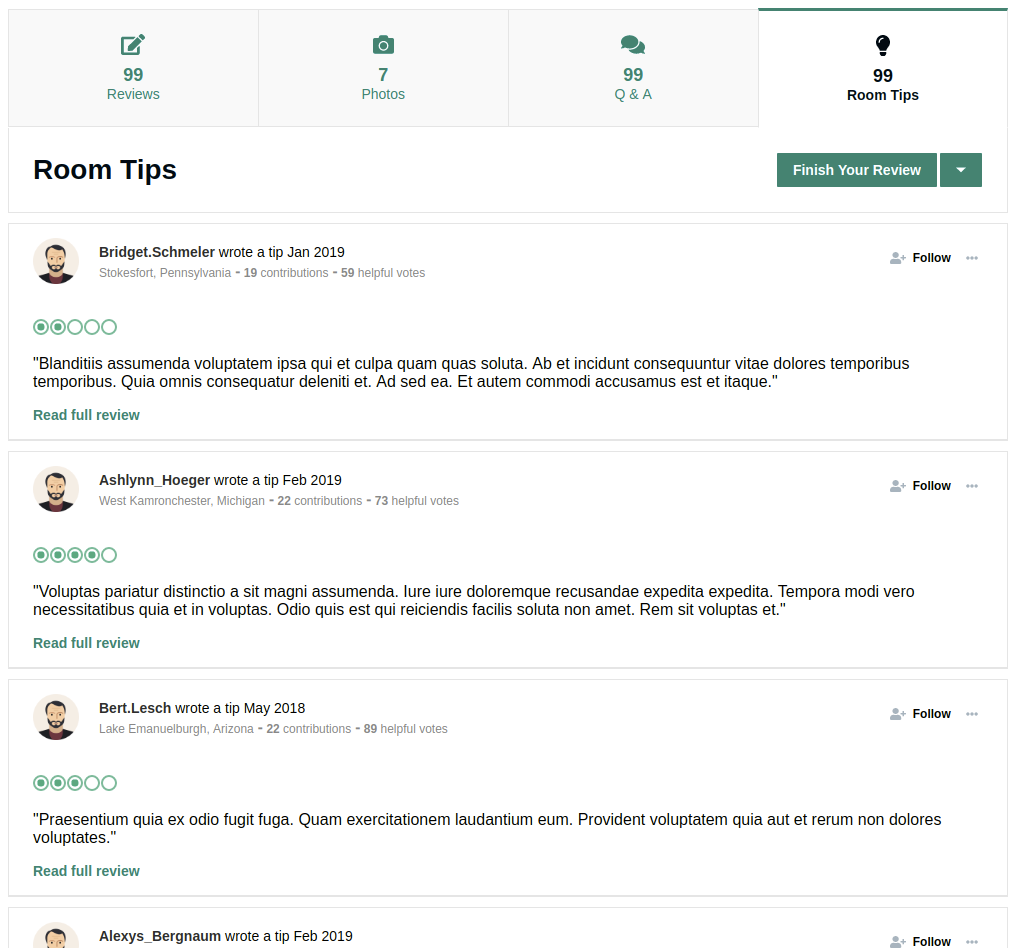 99
Reviews
7
Photos
99
Q & A
99
Room Tips
Room Tips
Finish Your Review
Bridget.Schmeler wrote a tip Jan 2019
Stokesfort, Pennsylvania - 19 contributions - 59 helpful votes
Follow
"Blanditiis assumenda voluptatem ipsa qui et culpa quam quas soluta. Ab et incidunt consequuntur vitae dolores temporibus
temporibus. Quia omnis consequatur deleniti et. Ad sed ea. Et autem commodi accusamus est et itaque."
Read full review
Ashlynn_Hoeger wrote a tip Feb 2019
West Kamronchester, Michigan - 22 contributions - 73 helpful votes
Follow
"Voluptas pariatur distinctio a sit magni assumenda. Iure iure doloremque recusandae expedita expedita. Tempora modi vero
necessitatibus quia et in voluptas. Odio quis est qui reiciendis facilis soluta non amet. Rem sit voluptas et."
Read full review
Bert.Lesch wrote a tip May 2018
Lake Emanuelburgh, Arizona - 22 contributions - 89 helpful votes
Follow
"Praesentium quia ex odio fugit fuga. Quam exercitationem laudantium eum. Provident voluptatem quia aut et rerum non dolores
voluptates."
Read full review
Alexys_Bergnaum wrote a tip Feb 2019
Follow